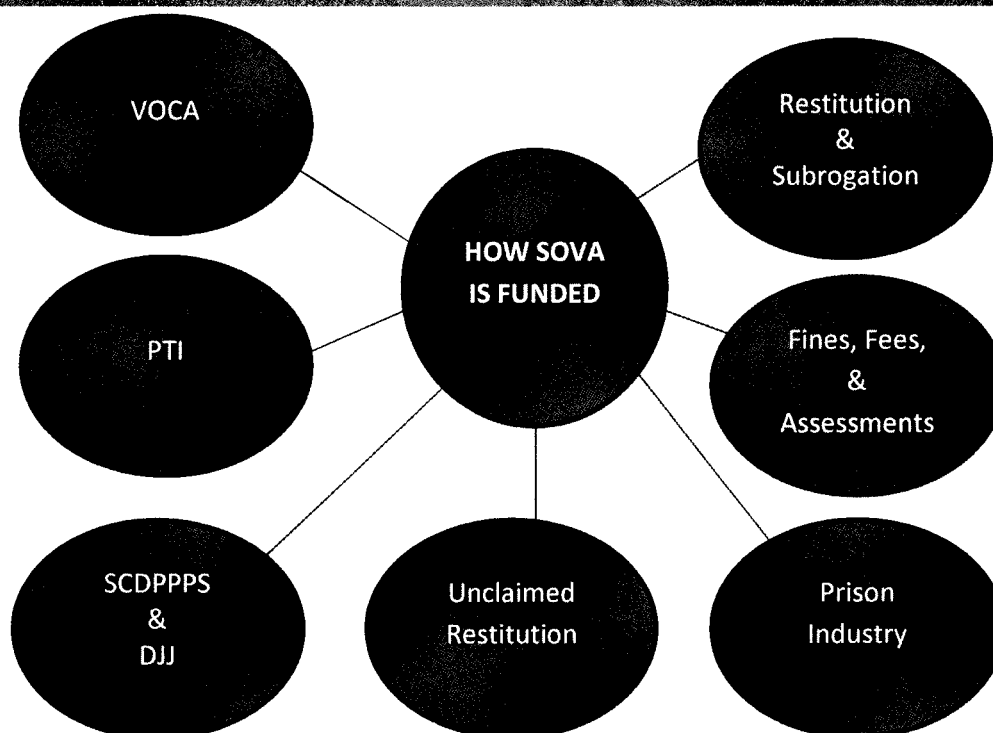 VOCA
Restitution
&
Subrogation
HOW SOVA
IS FUNDED
PTI
Fines, Fees,
&
Assessments
SCDPPPS
&
DJJ
Unclaimed
Restitution
Prison
Industry